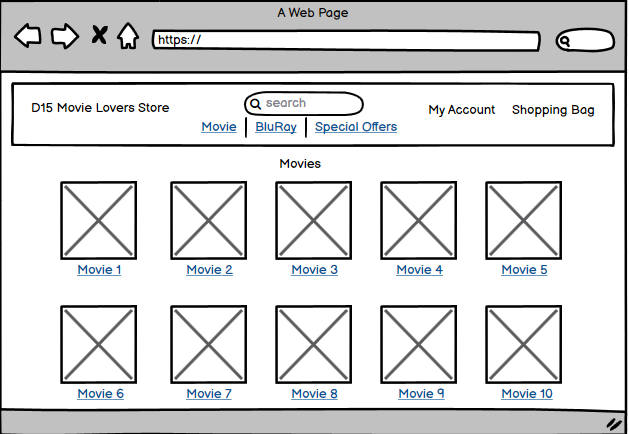 A Web Page
https://
D15 Movie Lovers Store
search
My Account
Shopping Bag
Movie
BluRay
Special Offers
Movies
Movie 1
Movie 2
Movie 3
Movie 4
Movie 5
Movie 6
Movie 7
Movie 8
Movie 9
Movie 10